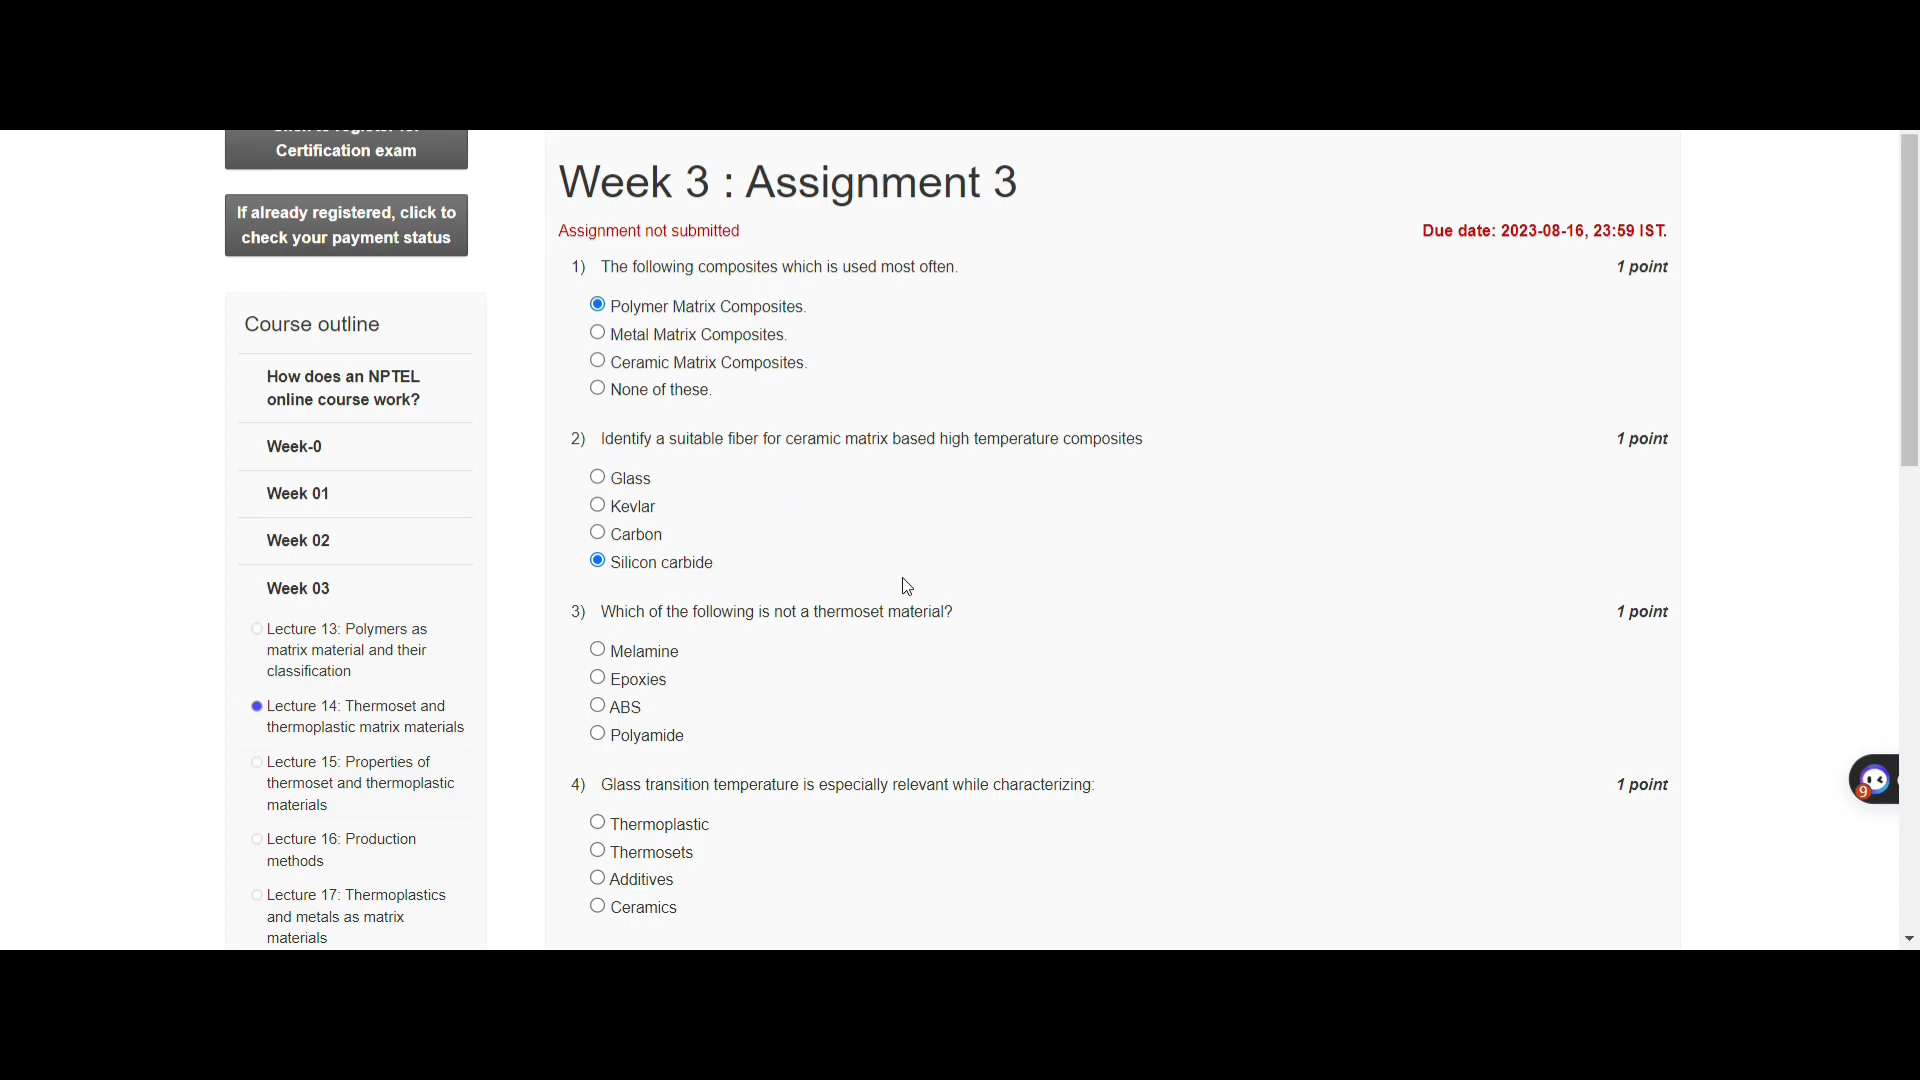 Certification exam
If already registered, click to
check your payment status
Course outline
How does an NPTEL
online course work?
Week-0
Week 01
Week 02
Week 03
Lecture 13: Polymers as
matrix material and their
classification
Lecture 14: Thermoset and
thermoplastic matrix materials
Lecture 15: Properties of
thermoset and thermoplastic
materials
Lecture 16: Production
methods
Lecture 17: Thermoplastics
and metals as matrix
materials
Week 3 : Assignment 3
Assignment not submitted
Due date: 2023-08-16, 23:59 IST.
1) The following composites which is used most often. 1 point
Polymer Matrix Composites.
Metal Matrix Composites.
Ceramic Matrix Composites.
None of these.
2) Identify a suitable fiber for ceramic matrix based high temperature composites 1 point
Glass
Kevlar
Carbon
Silicon carbide
3) Which of the following is not a thermoset material? 1 point
Melamine
Epoxies
ABS
Polyamide
4) Glass transition temperature is especially relevant while characterizing: 1 point
Thermoplastic
Thermosets
Additives
Ceramics
9